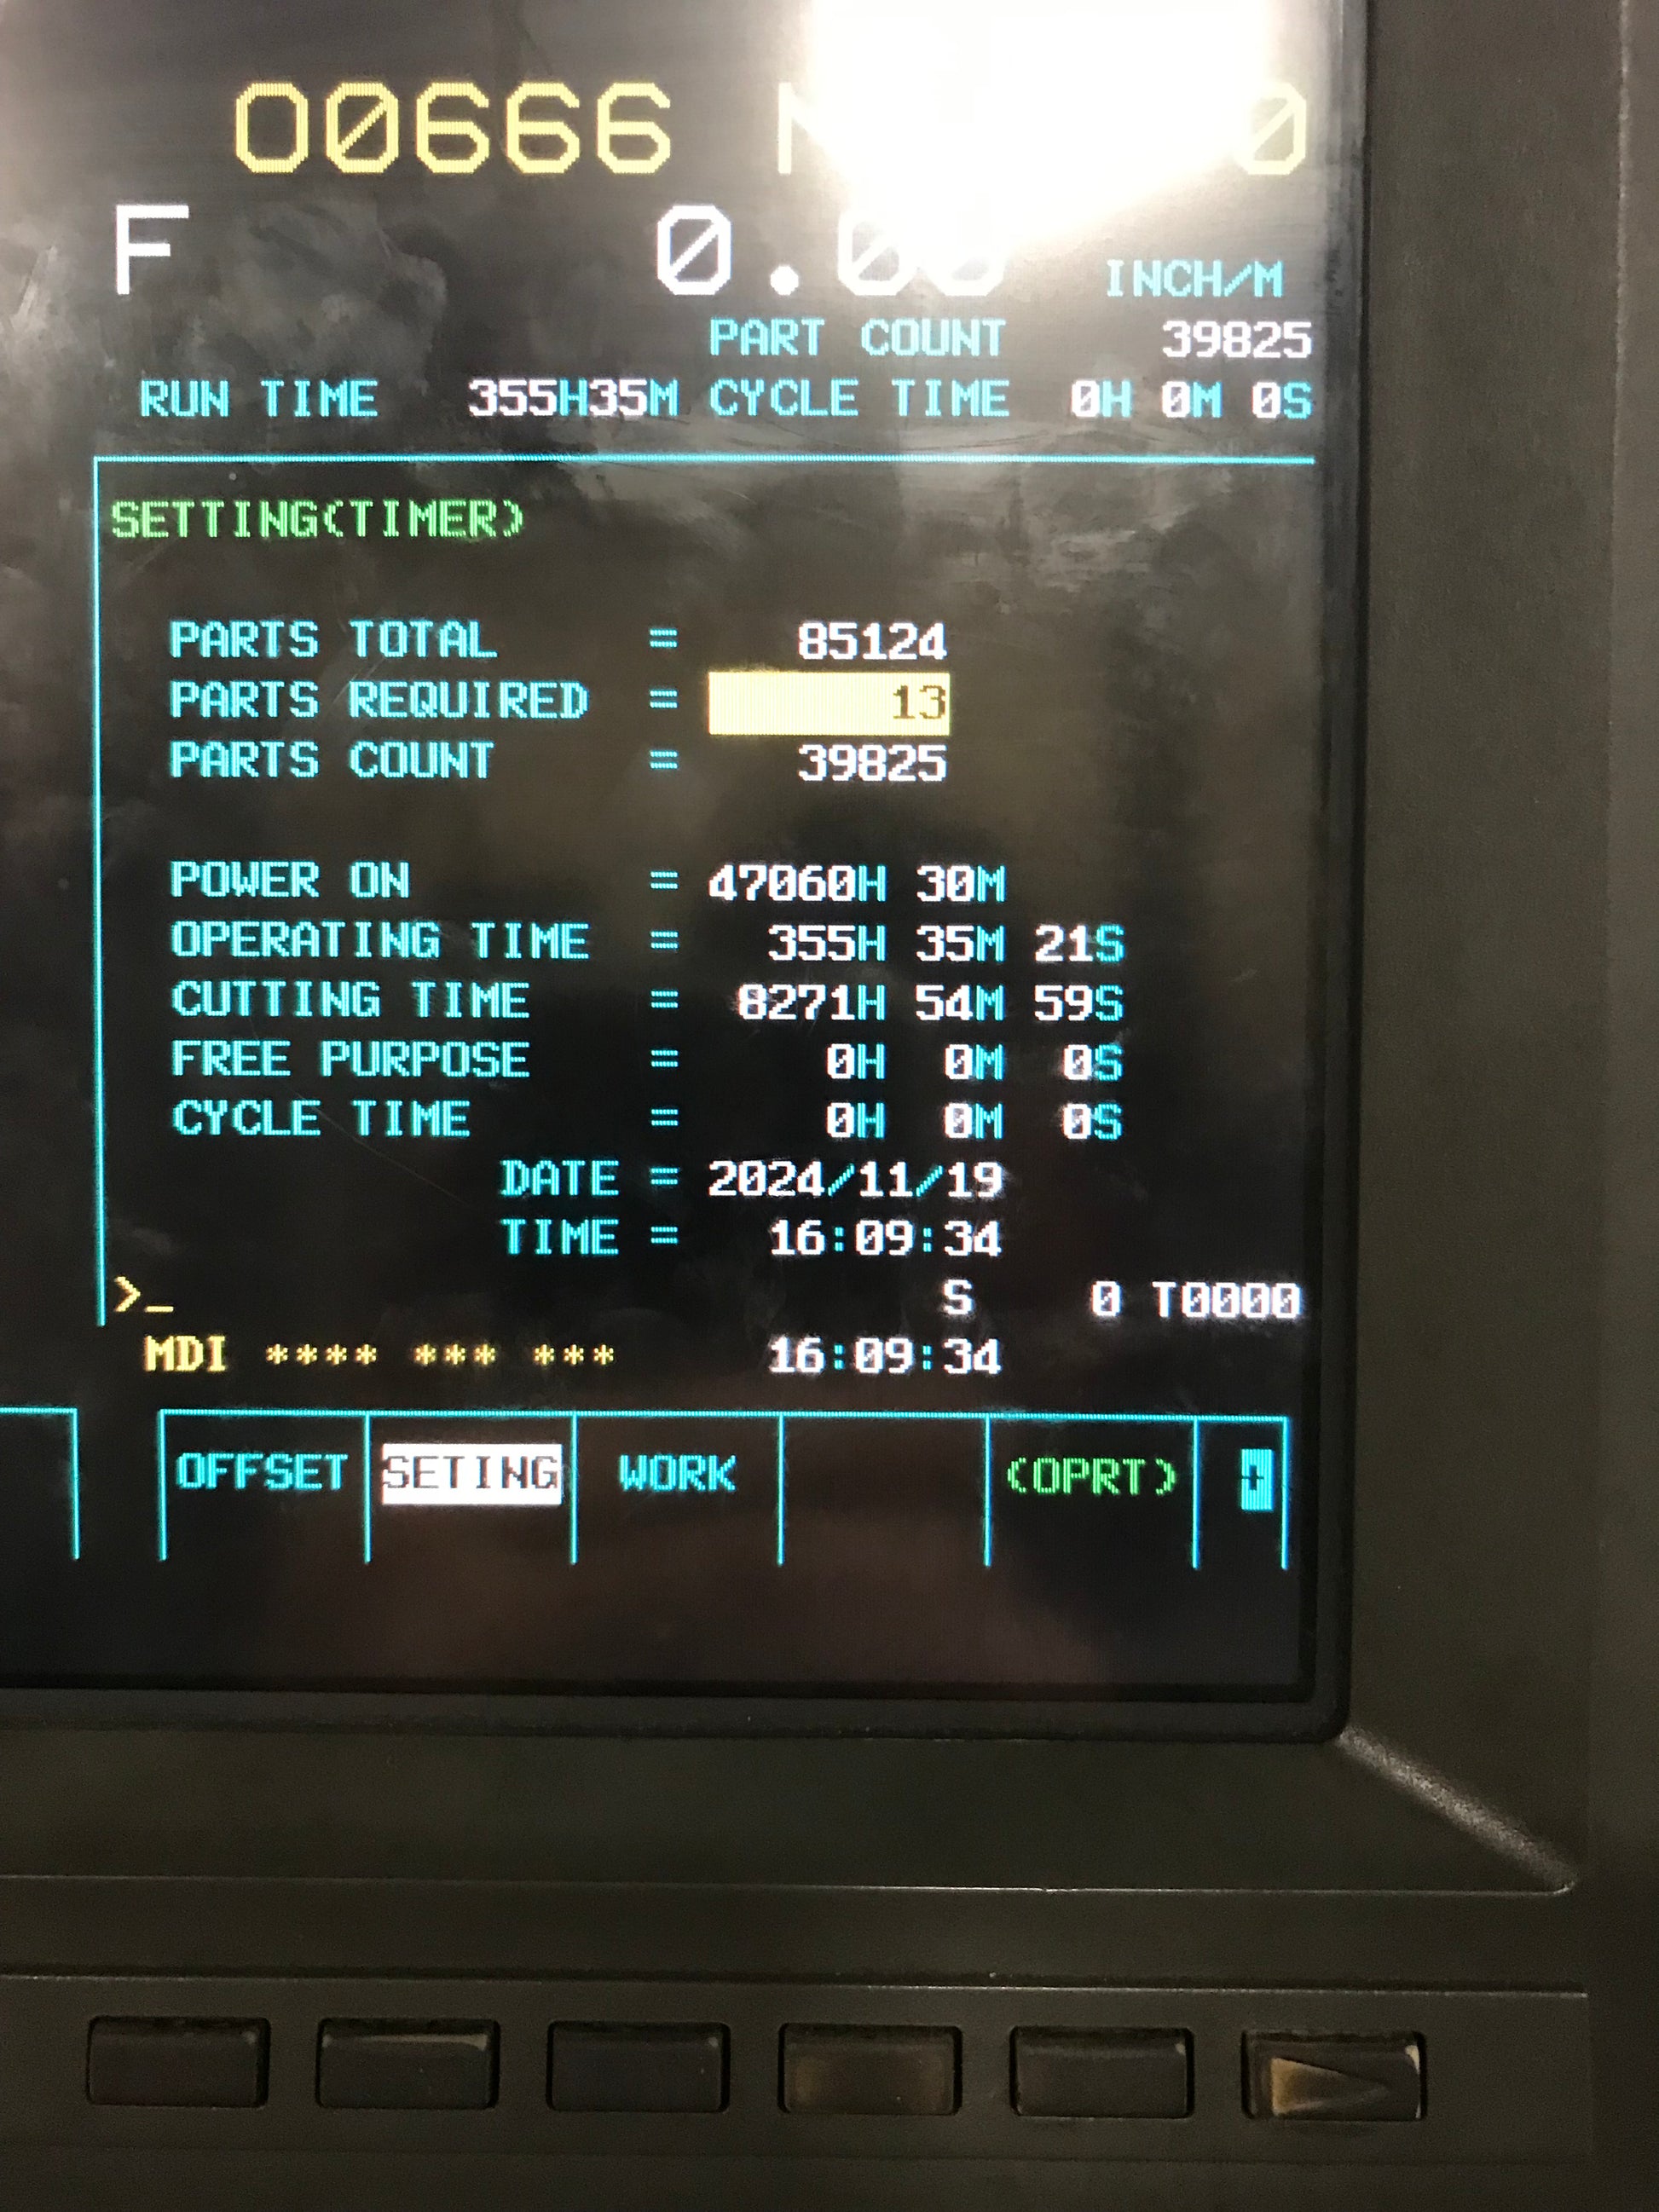 O0666 N 0
F 0.00 INCH/M
PART COUNT 39825
RUN TIME 355H35M CYCLE TIME 0H 0M 0S
SETTING(TIMER)
PARTS TOTAL = 85124
PARTS REQUIRED = 13
PARTS COUNT = 39825
POWER ON = 47060H 30M
OPERATING TIME = 355H 35M 21S
CUTTING TIME = 8271H 54M 59S
FREE PURPOSE = 0H 0M 0S
CYCLE TIME = 0H 0M 0S
DATE = 2024/11/19
TIME = 16:09:34
>_
S 0 T0000
MDI **** *** *** 16:09:34
OFFSET SETING WORK (OPRT) +